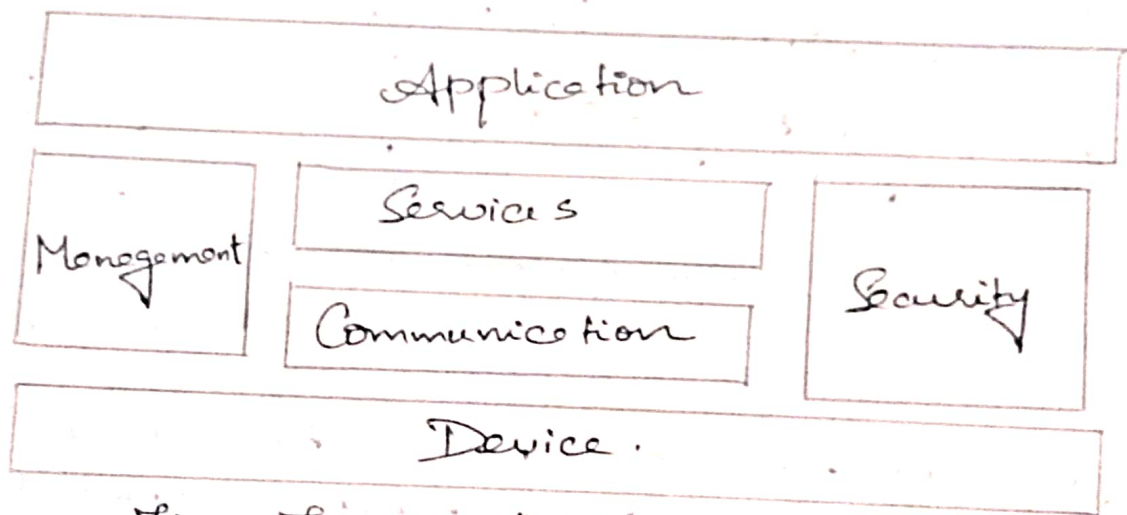 Application
Services
Management
Security
Communication
Device.